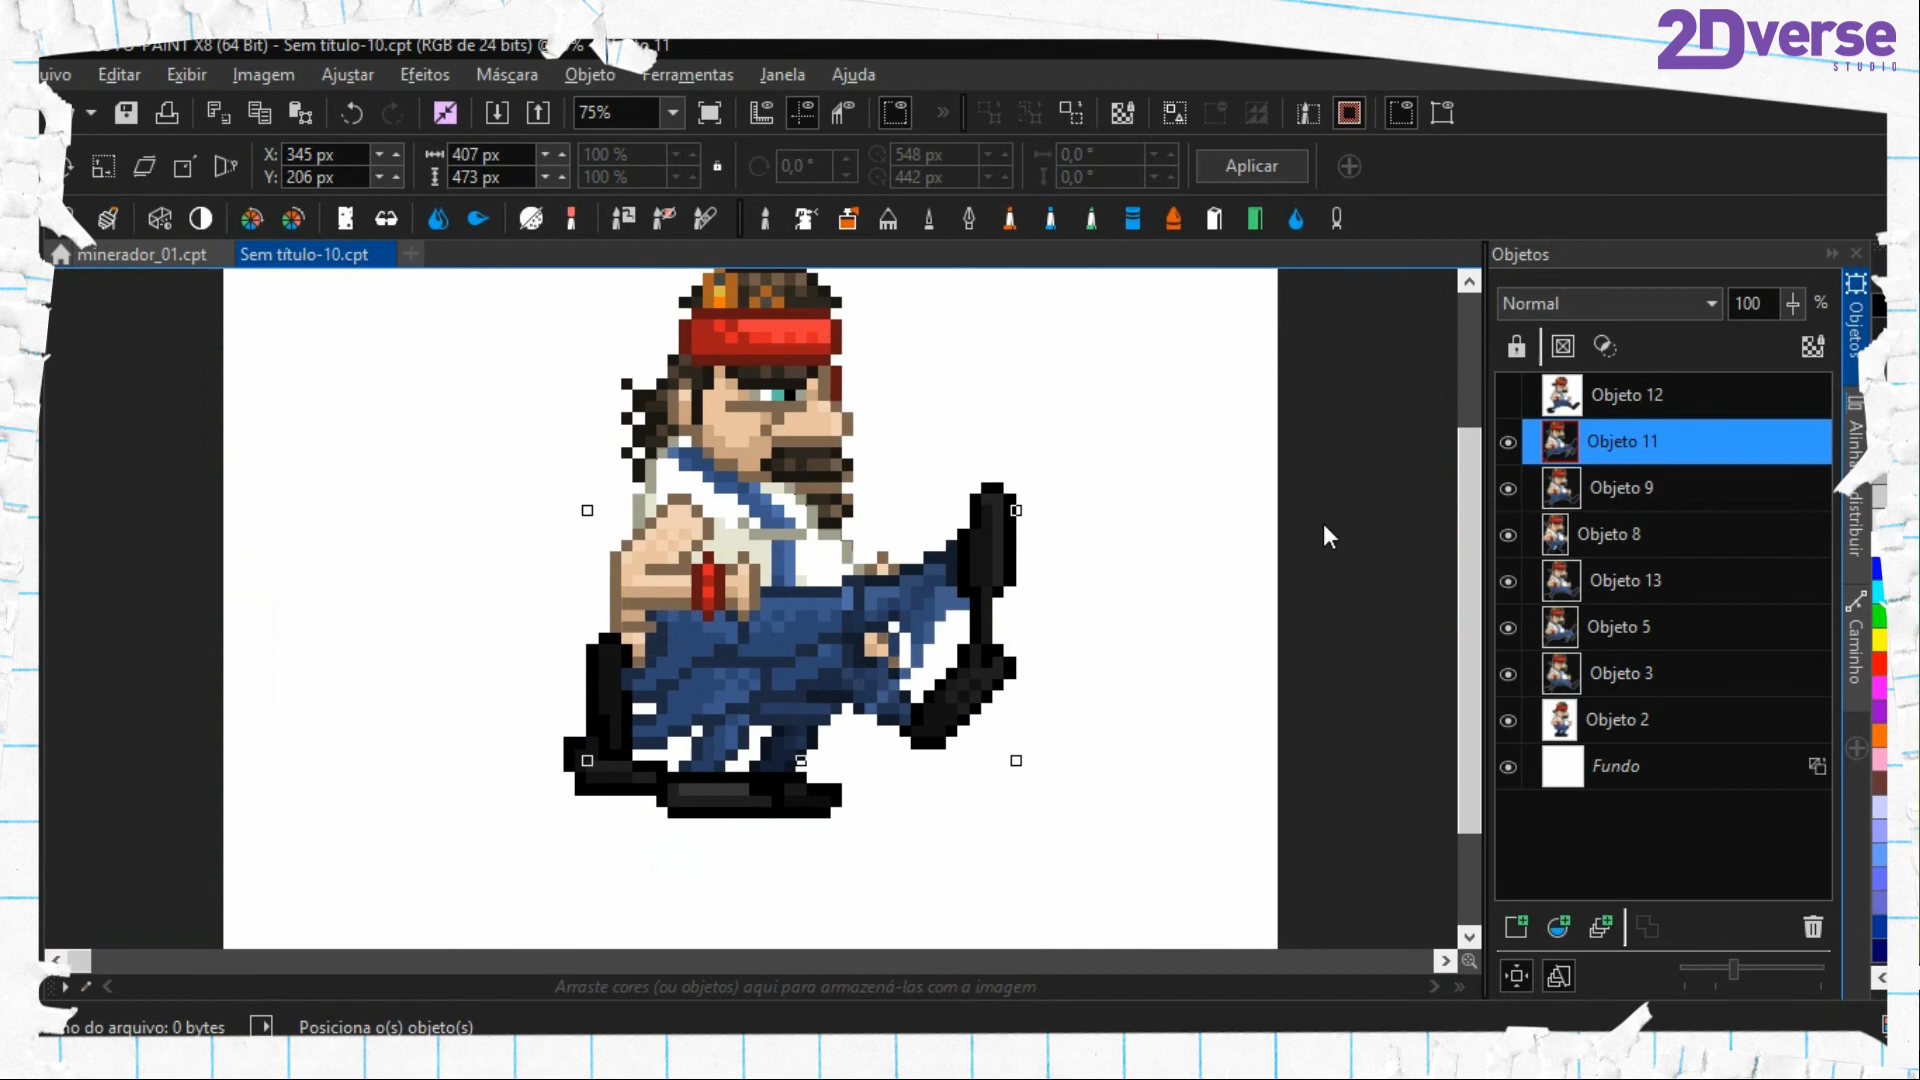 2Dverse
STUDIO
PAINT X8 (64 Bit) - Sem título-10.cpt (RGB de 24 bits) @
11
uivo Editar Exibir Imagem Ajustar Efeitos Máscara Objeto Ferramentas Janela Ajuda
75%
X: 345 px 407 px 100 % 0,0 ° 548 px 0,0 ° Aplicar
Y: 206 px 473 px 100 % 442 px 0,0 °
minerador_01.cpt Sem título-10.cpt
Objetos
Normal 100 %
Objeto 12
Objeto 11
Objeto 9
Objeto 8
Objeto 13
Objeto 5
Objeto 3
Objeto 2
Fundo
Objetos
Alinha distribuir
Caminho
Arraste cores (ou objetos) aqui para armazená-las com a imagem
ho do arquivo: 0 bytes Posiciona o(s) objeto(s)